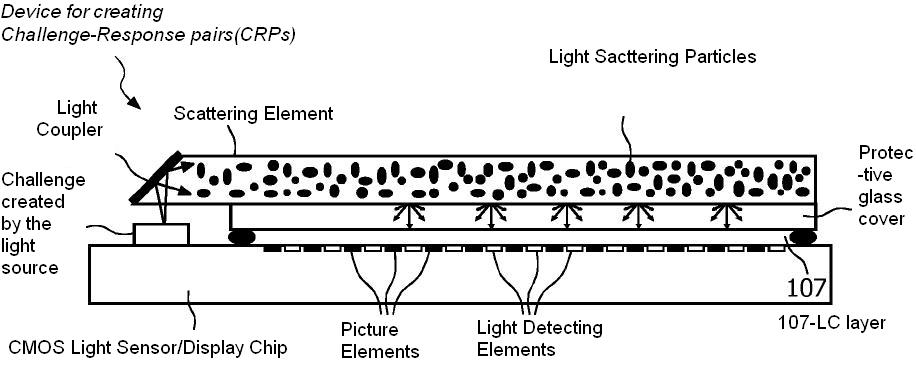 Device for creating
Challenge-Response pairs(CRPs)
Light Sacttering Particles
Light
Coupler
Scattering Element
Challenge
created
by the
light
source
Protec
-tive
glass
cover
107
107-LC layer
Picture
Elements
Light Detecting
Elements
CMOS Light Sensor/Display Chip